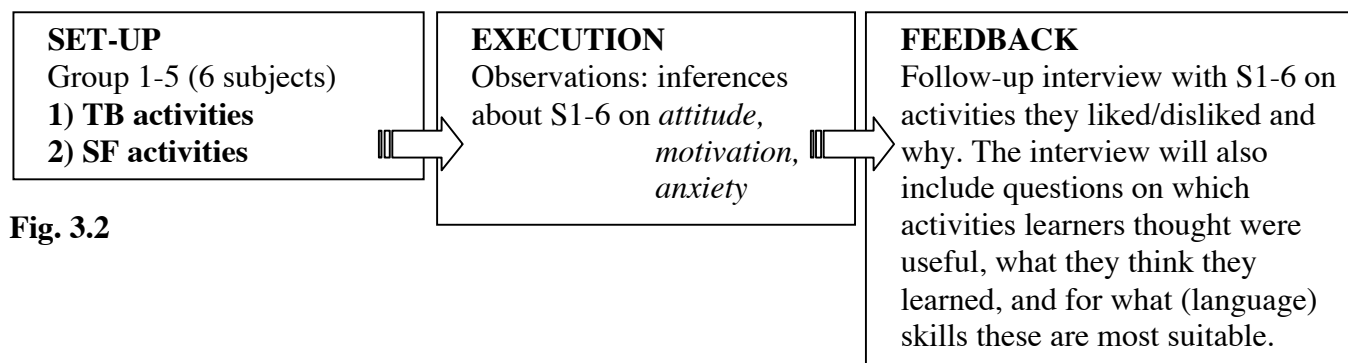 SET-UP
Group 1-5 (6 subjects)
1) TB activities
2) SF activities
EXECUTION
Observations: inferences
about S1-6 on attitude,
motivation,
anxiety
FEEDBACK
Follow-up interview with S1-6 on
activities they liked/disliked and
why. The interview will also
include questions on which
activities learners thought were
useful, what they think they
learned, and for what (language)
skills these are most suitable.
Fig. 3.2